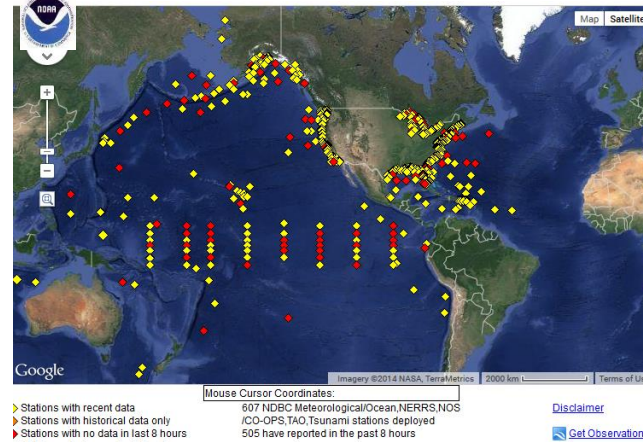 NOAA
Map Satellite
Google
Imagery ©2014 NASA, TerraMetrics 2000 km Terms of
Mouse Cursor Coordinates:
Stations with recent data 607 NDBC Meteorological/Ocean,NERRS,NOS Disclaimer
Stations with historical data only /CO-OPS,TAO,Tsunami stations deployed
Stations with no data in last 8 hours 505 have reported in the past 8 hours Get Observation